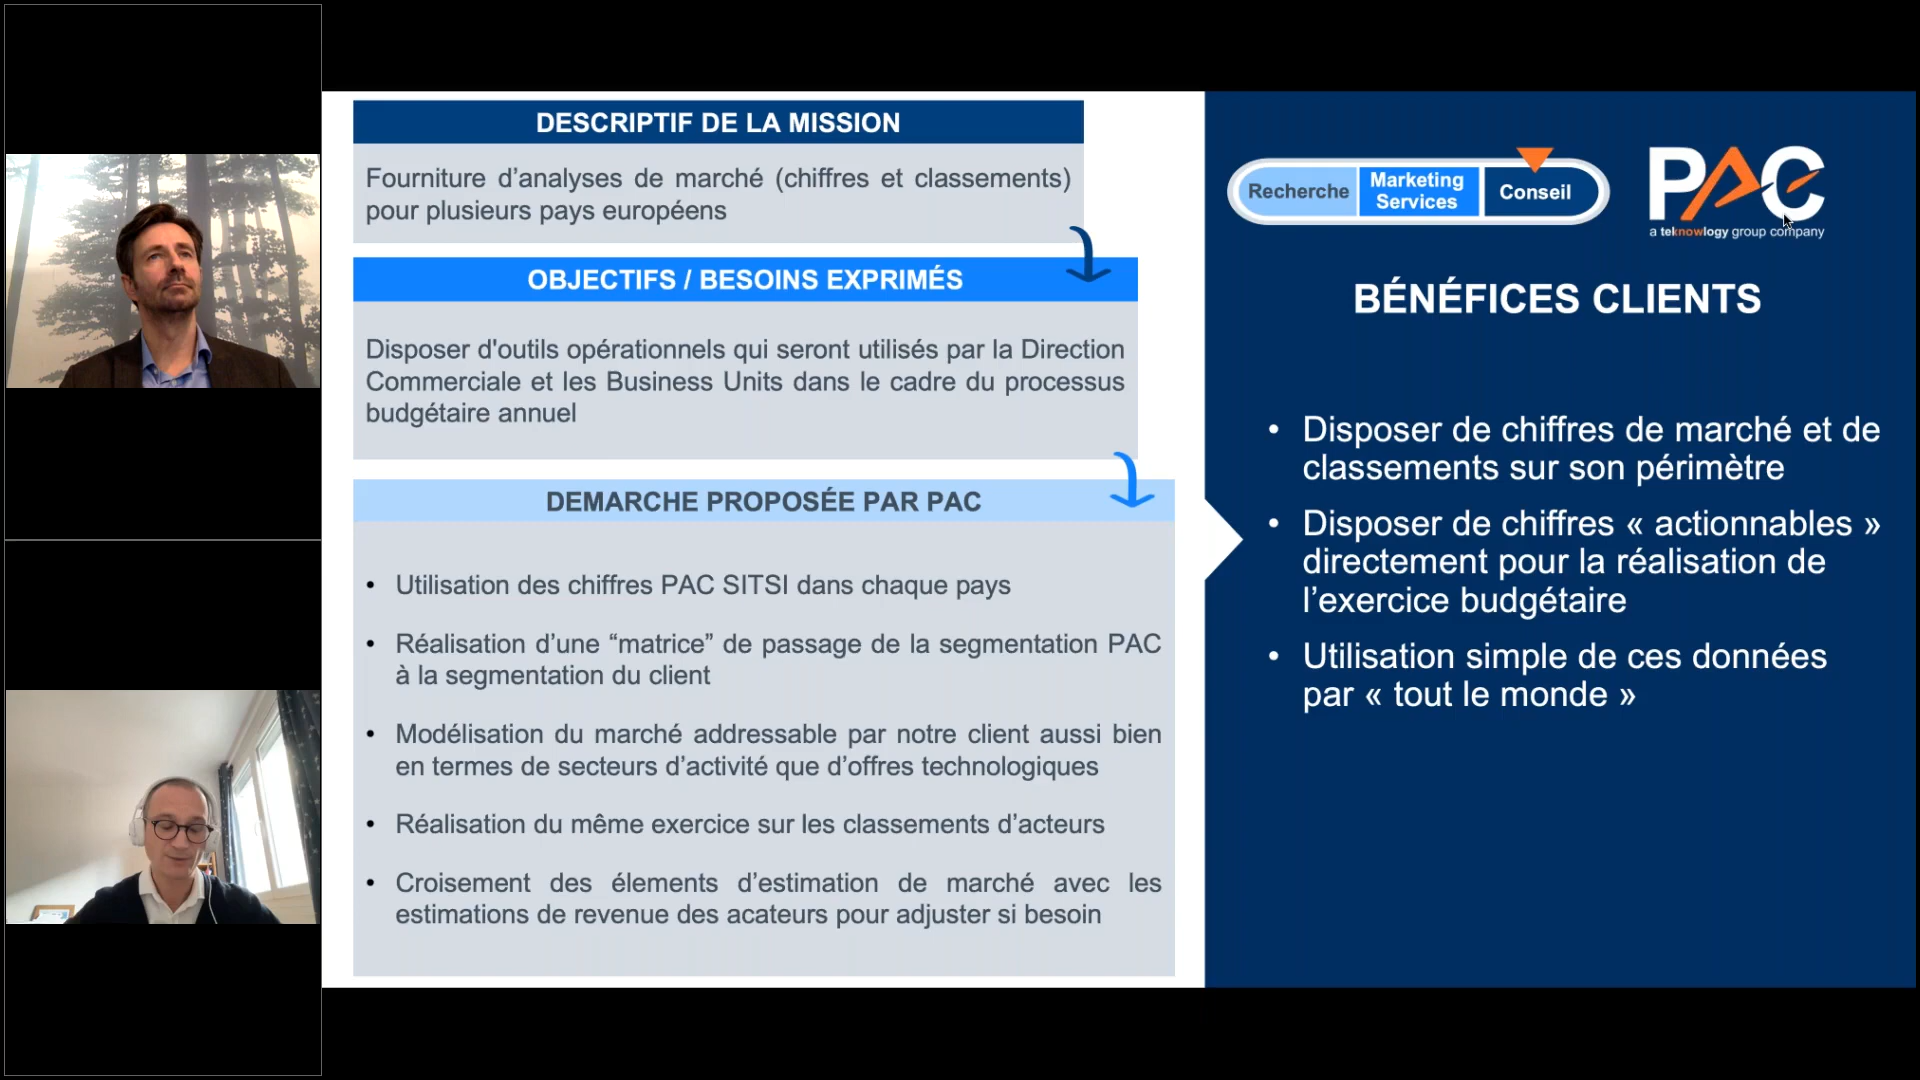 DESCRIPTIF DE LA MISSION
Fourniture d’analyses de marché (chiffres et classements)
pour plusieurs pays européens
OBJECTIFS / BESOINS EXPRIMÉS
Disposer d'outils opérationnels qui seront utilisés par la Direction
Commerciale et les Business Units dans le cadre du processus
budgétaire annuel
DEMARCHE PROPOSÉE PAR PAC
• Utilisation des chiffres PAC SITSI dans chaque pays
• Réalisation d’une “matrice” de passage de la segmentation PAC
à la segmentation du client
• Modélisation du marché addressable par notre client aussi bien
en termes de secteurs d’activité que d’offres technologiques
• Réalisation du même exercice sur les classements d’acteurs
• Croisement des élements d’estimation de marché avec les
estimations de revenue des acateurs pour adjuster si besoin
Recherche
Marketing
Services
Conseil
PAC
a teknowlogy group company
BÉNÉFICES CLIENTS
• Disposer de chiffres de marché et de
classements sur son périmètre
• Disposer de chiffres « actionnables »
directement pour la réalisation de
l’exercice budgétaire
• Utilisation simple de ces données
par « tout le monde »